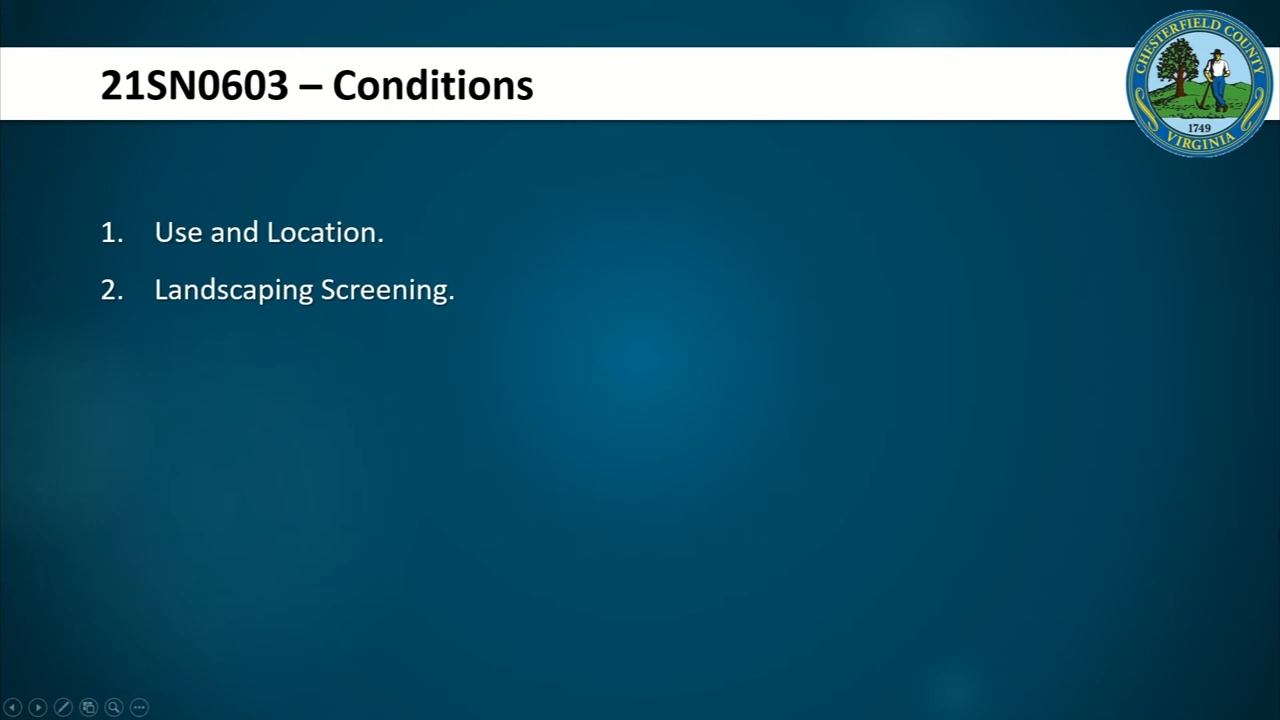 21SN0603 – Conditions
CHESTERFIELD COUNTY
1749
VIRGINIA
1. Use and Location.
2. Landscaping Screening.